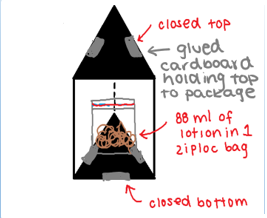 closed top
glued
cardboard
holding top
to package
88 ml of
lotion in 1
ziploc bag
closed bottom